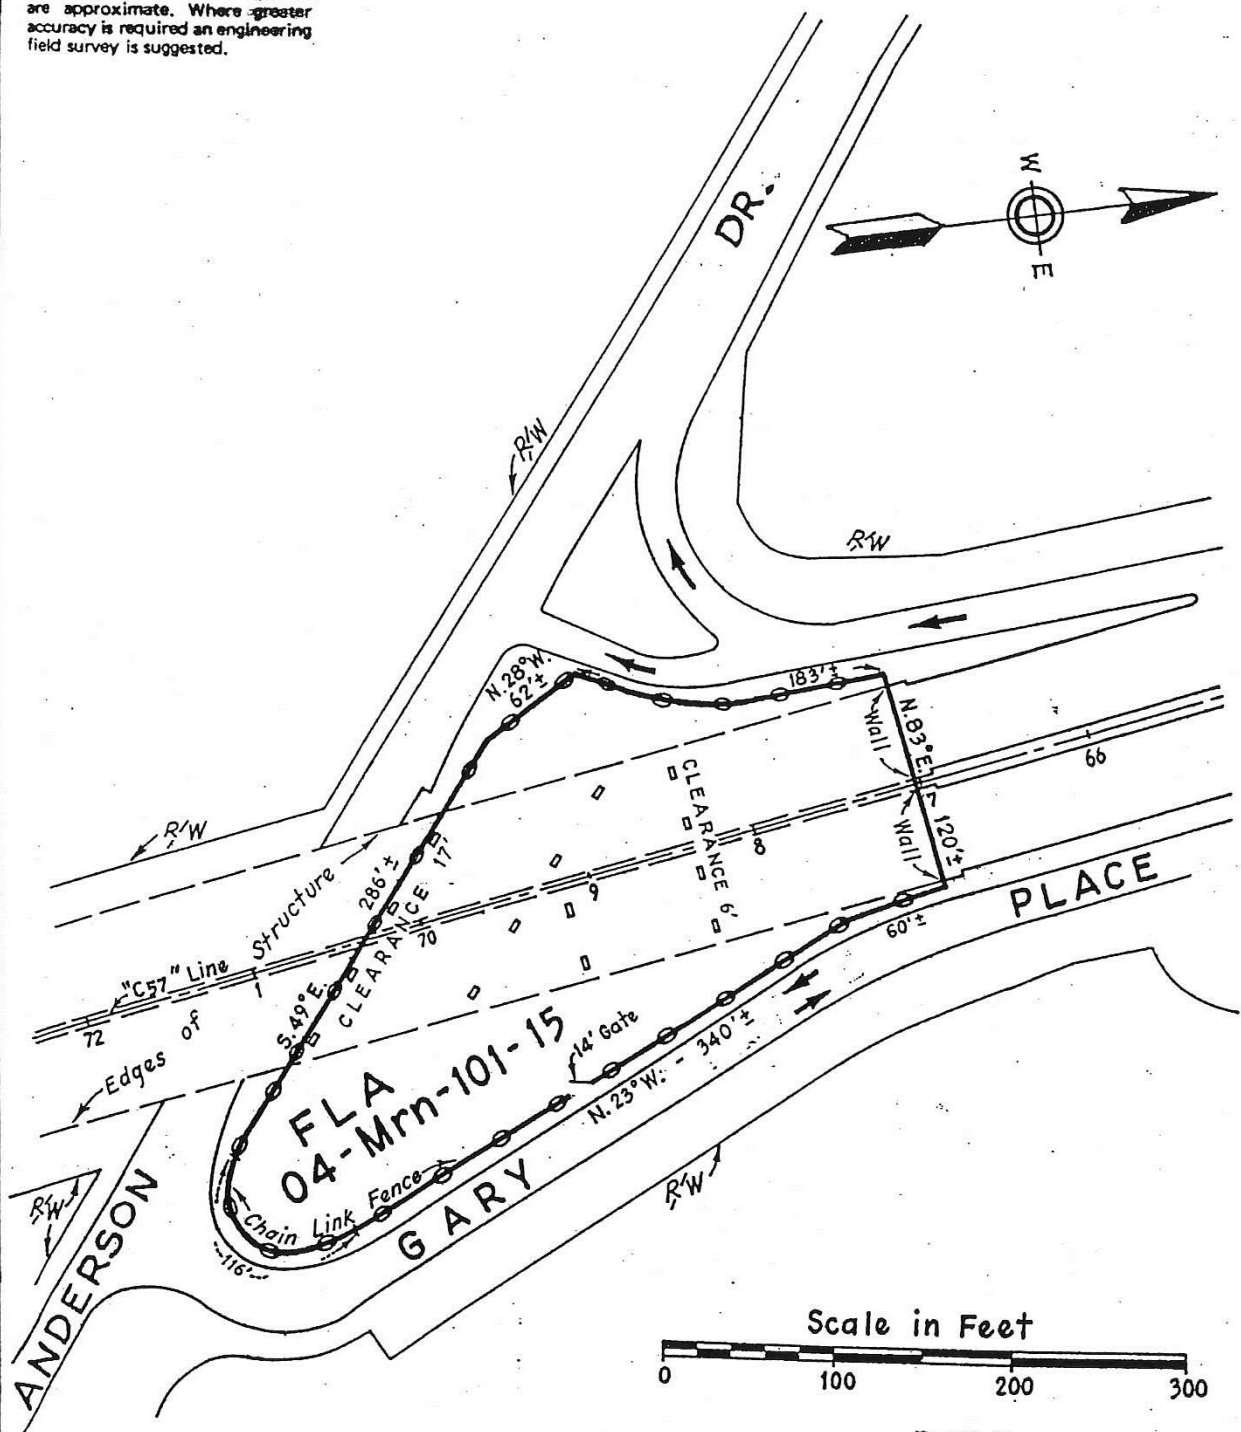 are approximate. Where greater
accuracy is required an engineering
field survey is suggested.
DR.
W
E
R/W
R/W
N. 28° W.
62'±
183'±
Wall
N. 83° E.
66
7
Wall
120'±
CLEARANCE 6'
8
R/W
286'±
17'
CLEARANCE
Structure
9
70
PLACE
60'±
"C57" Line
1
72
Edges of
S. 49° E.
14' Gate
N. 23° W. - 340'±
FLA
04-Mrn-101-15
R/W
R/W
Chain Link Fence
116'
GARY
ANDERSON
Scale in Feet
0 100 200 300